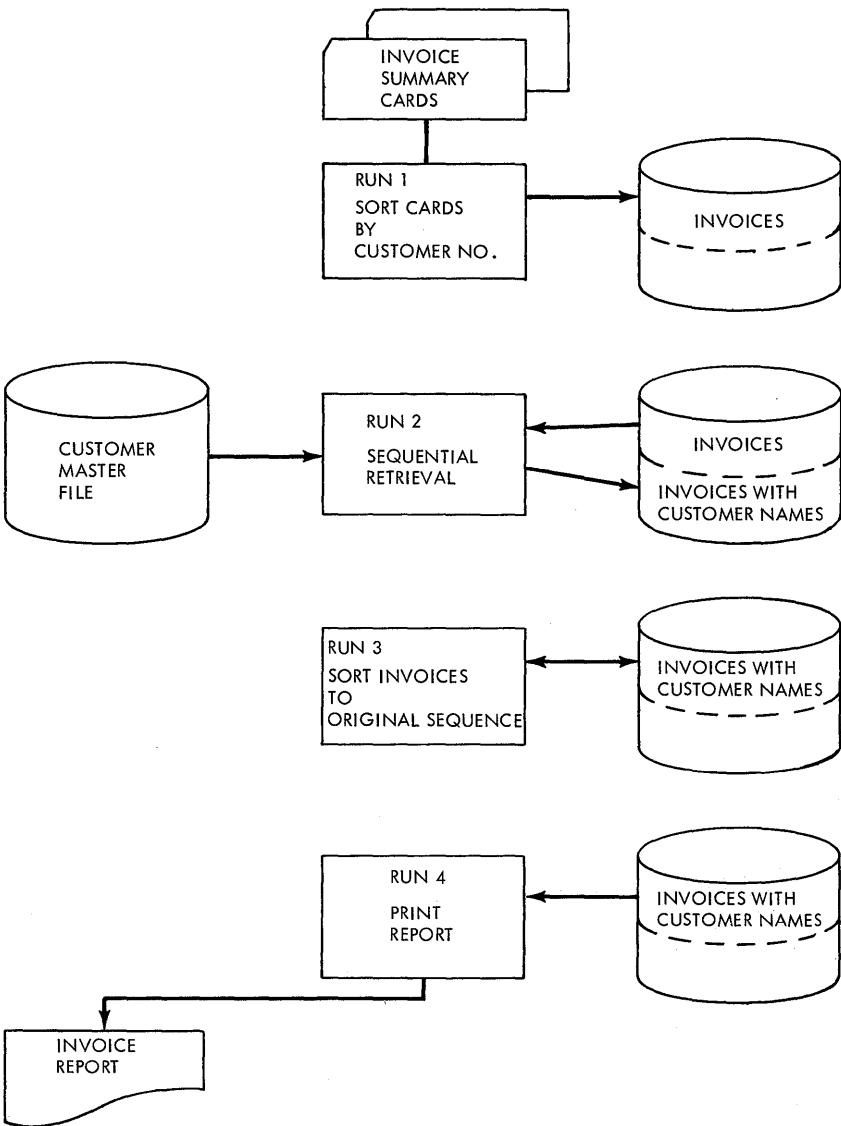 INVOICE
SUMMARY
CARDS
RUN 1
SORT CARDS
BY
CUSTOMER NO.
INVOICES
CUSTOMER
MASTER
FILE
RUN 2
SEQUENTIAL
RETRIEVAL
INVOICES
INVOICES WITH
CUSTOMER NAMES
RUN 3
SORT INVOICES
TO
ORIGINAL SEQUENCE
INVOICES WITH
CUSTOMER NAMES
RUN 4
PRINT
REPORT
INVOICES WITH
CUSTOMER NAMES
INVOICE
REPORT